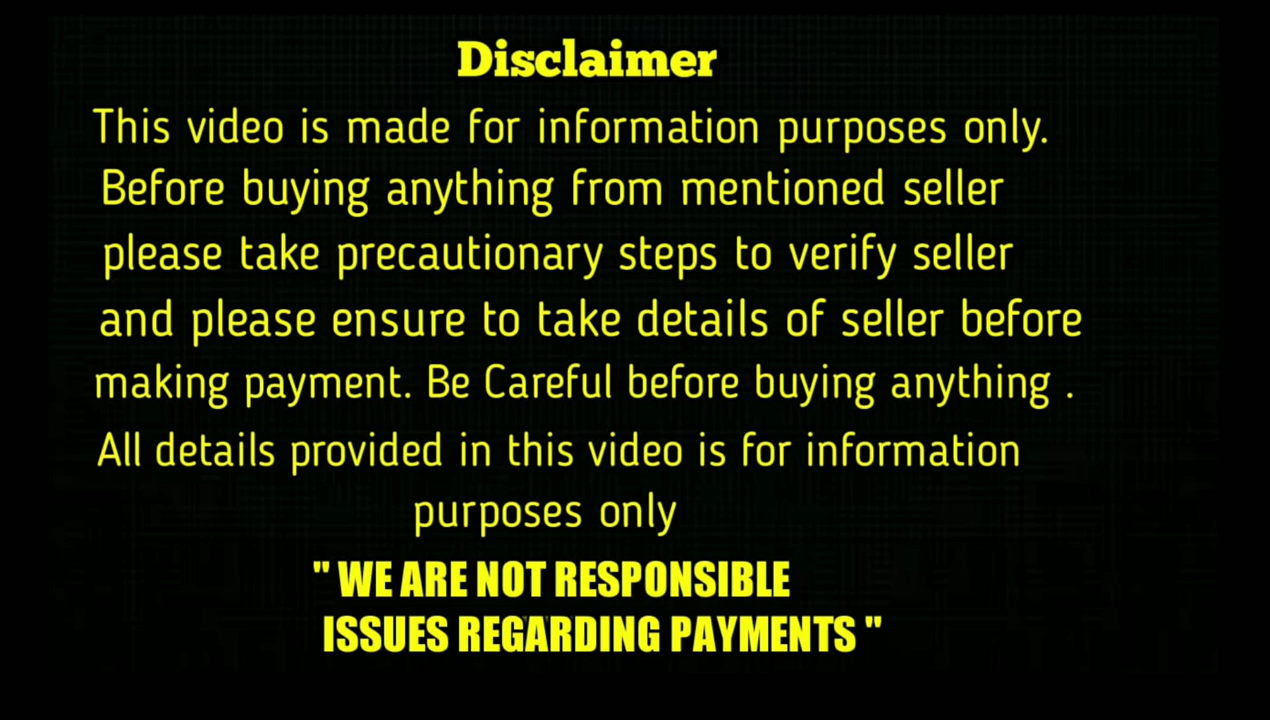 Disclaimer
This video is made for information purposes only.
Before buying anything from mentioned seller
please take precautionary steps to verify seller
and please ensure to take details of seller before
making payment. Be Careful before buying anything .
All details provided in this video is for information
purposes only
" WE ARE NOT RESPONSIBLE
ISSUES REGARDING PAYMENTS "